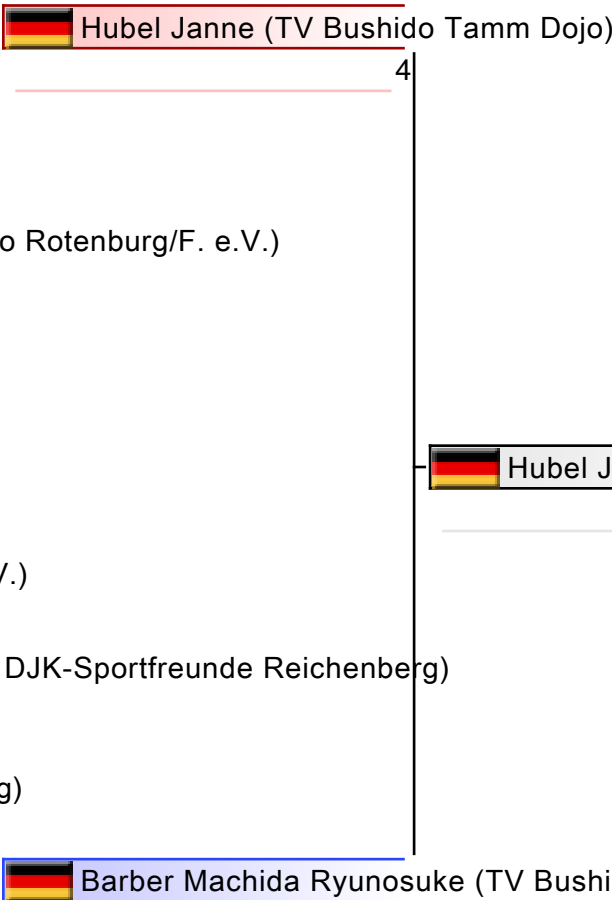 Hubel Janne (TV Bushido Tamm Dojo)
4
o Rotenburg/F. e.V.)
Hubel J
V.)
DJK-Sportfreunde Reichenberg)
g)
Barber Machida Ryunosuke (TV Bushi